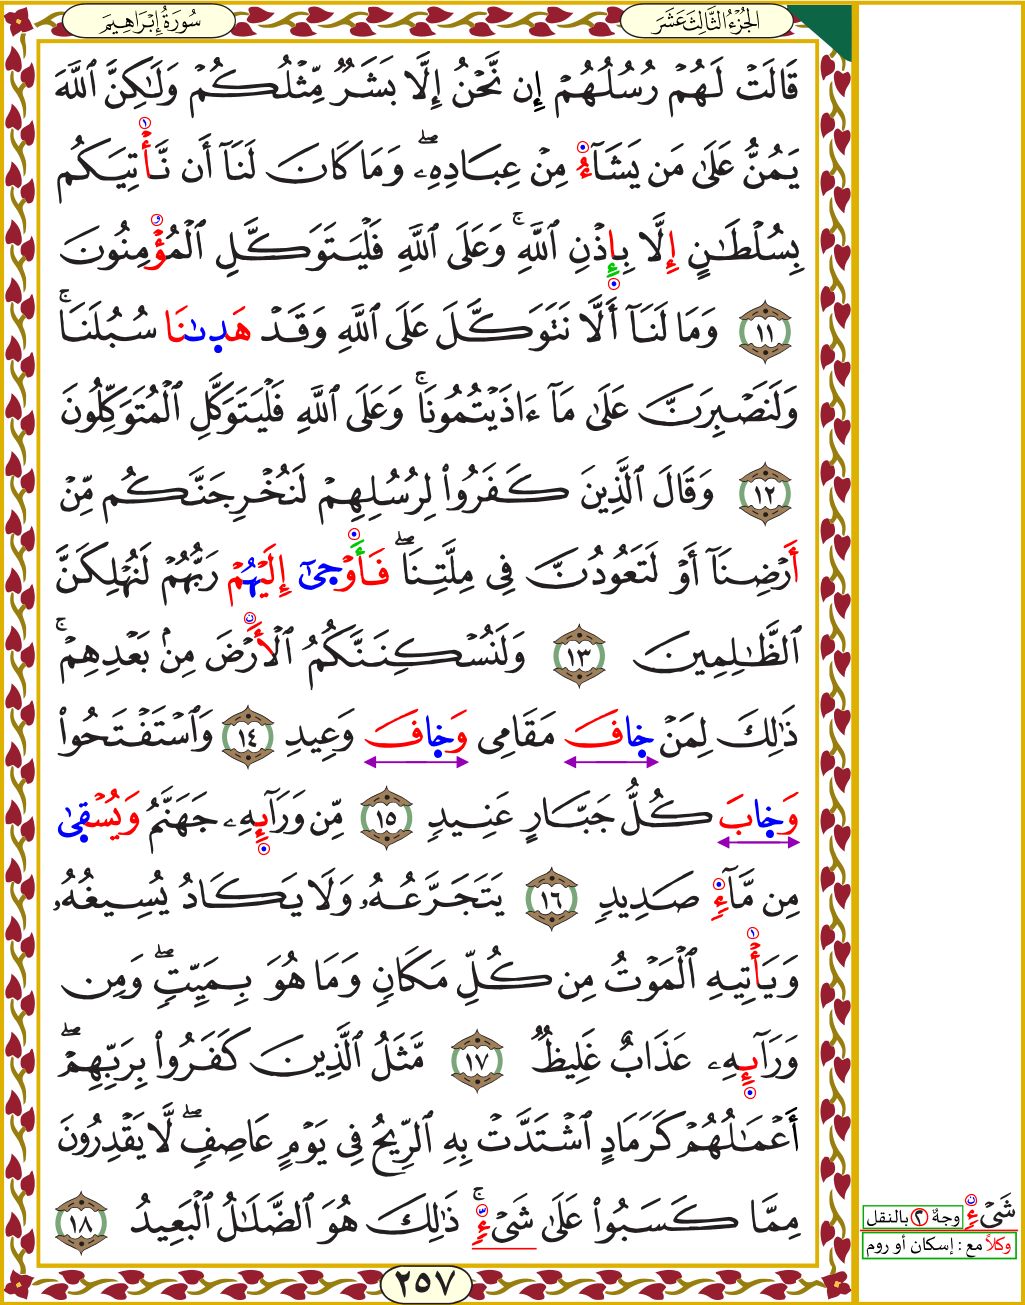 الجُزْءُ الثَّالِثَ عَشَرَ
سُورَةُ إِبْرَاهِيمَ
قَالَتْ لَهُمْ رُسُلُهُمْ إِن نَّحْنُ إِلَّا بَشَرٌ مِّثْلُكُمْ وَلَٰكِنَّ ٱللَّهَ
يَمُنُّ عَلَىٰ مَن يَشَآءُ مِنْ عِبَادِهِۦ ۖ وَمَا كَانَ لَنَآ أَن نَّأْتِيَكُم
بِسُلْطَٰنٍ إِلَّا بِإِذْنِ ٱللَّهِ ۚ وَعَلَى ٱللَّهِ فَلْيَتَوَكَّلِ ٱلْمُؤْمِنُونَ
١١ وَمَا لَنَآ أَلَّا نَتَوَكَّلَ عَلَى ٱللَّهِ وَقَدْ هَدِىٰنَا سُبُلَنَا ۚ
وَلَنَصْبِرَنَّ عَلَىٰ مَآ ءَاذَيْتُمُونَا ۚ وَعَلَى ٱللَّهِ فَلْيَتَوَكَّلِ ٱلْمُتَوَكِّلُونَ
١٢ وَقَالَ ٱلَّذِينَ كَفَرُوا۟ لِرُسُلِهِمْ لَنُخْرِجَنَّكُم مِّنْ
أَرْضِنَآ أَوْ لَتَعُودُنَّ فِى مِلَّتِنَا ۖ فَأَوْحِىٰٓ إِلَيْهُمْ رَبُّهُمْ لَنُهْلِكَنَّ
ٱلظَّٰلِمِينَ ١٣ وَلَنُسْكِنَنَّكُمُ ٱلْأَرْضَ مِنۢ بَعْدِهِمْ ۚ
ذَٰلِكَ لِمَنْ خِافَ مَقَامِى وَخِافَ وَعِيدِ ١٤ وَٱسْتَفْتَحُوا۟
وَخِابَ كُلُّ جَبَّارٍ عَنِيدٍ ١٥ مِّن وَرَآئِهِۦ جَهَنَّمُ وَيُسْقِىٰ
مِن مَّآءٍ صَدِيدٍ ١٦ يَتَجَرَّعُهُۥ وَلَا يَكَادُ يُسِيغُهُۥ
وَيَأْتِيهِ ٱلْمَوْتُ مِن كُلِّ مَكَانٍ وَمَا هُوَ بِمَيِّتٍ ۖ وَمِن
وَرَآئِهِۦ عَذَابٌ غَلِيظٌ ١٧ مَّثَلُ ٱلَّذِينَ كَفَرُوا۟ بِرَبِّهِمْ ۖ
أَعْمَٰلُهُمْ كَرَمَادٍ ٱشْتَدَّتْ بِهِ ٱلرِّيحُ فِى يَوْمٍ عَاصِفٍ ۖ لَّا يَقْدِرُونَ
مِمَّا كَسَبُوا۟ عَلَىٰ شَىْءٍ ۚ ذَٰلِكَ هُوَ ٱلضَّلَٰلُ ٱلْبَعِيدُ ١٨
شَىْءٍ
وجهٌ ٢ بالنقل
وكلاً مع : إسكان أو روم
٢٥٧